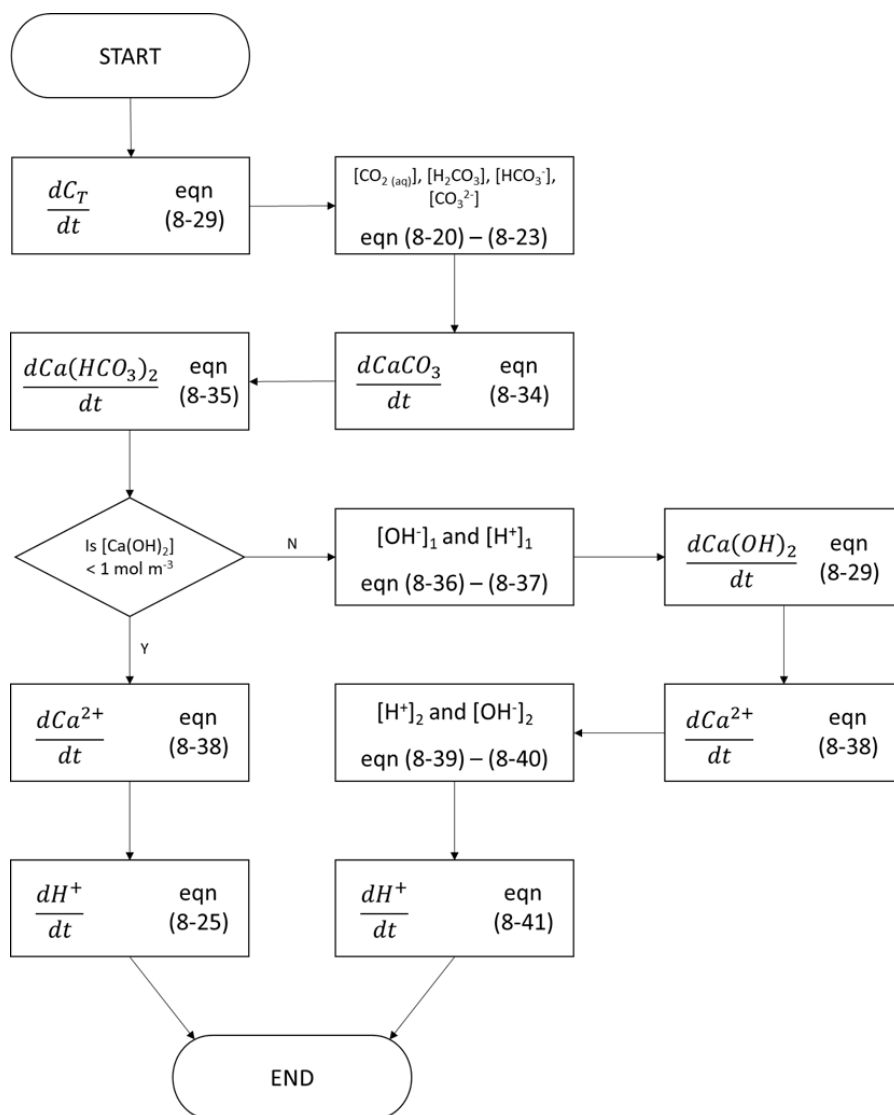 START
dC_T/dt eqn
(8-29)
[CO₂ (aq)], [H₂CO₃], [HCO₃⁻],
[CO₃²⁻]
eqn (8-20) – (8-23)
dCa(HCO₃)₂/dt eqn
(8-35)
dCaCO₃/dt eqn
(8-34)
Is [Ca(OH)₂]
< 1 mol m⁻³
N
[OH⁻]₁ and [H⁺]₁
eqn (8-36) – (8-37)
dCa(OH)₂/dt eqn
(8-29)
Y
dCa²⁺/dt eqn
(8-38)
[H⁺]₂ and [OH⁻]₂
eqn (8-39) – (8-40)
dCa²⁺/dt eqn
(8-38)
dH⁺/dt eqn
(8-25)
dH⁺/dt eqn
(8-41)
END